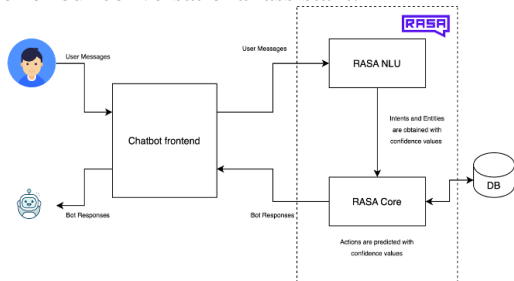 RASA
User Messages
User Messages
RASA NLU
Chatbot frontend
Intents and Entities
are obtained with
confidence values
DB
RASA Core
Bot Responses
Bot Responses
Actions are predicted with
confidence values